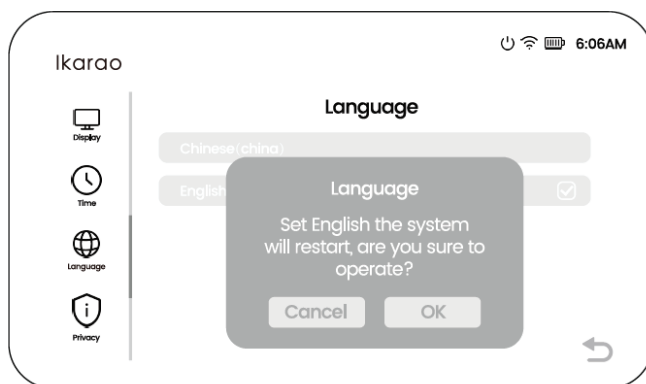 6:06AM
Ikarao
Display
Time
Language
Privacy
Language
Chinese(china)
English
Language
Set English the system
will restart, are you sure to
operate?
Cancel
OK